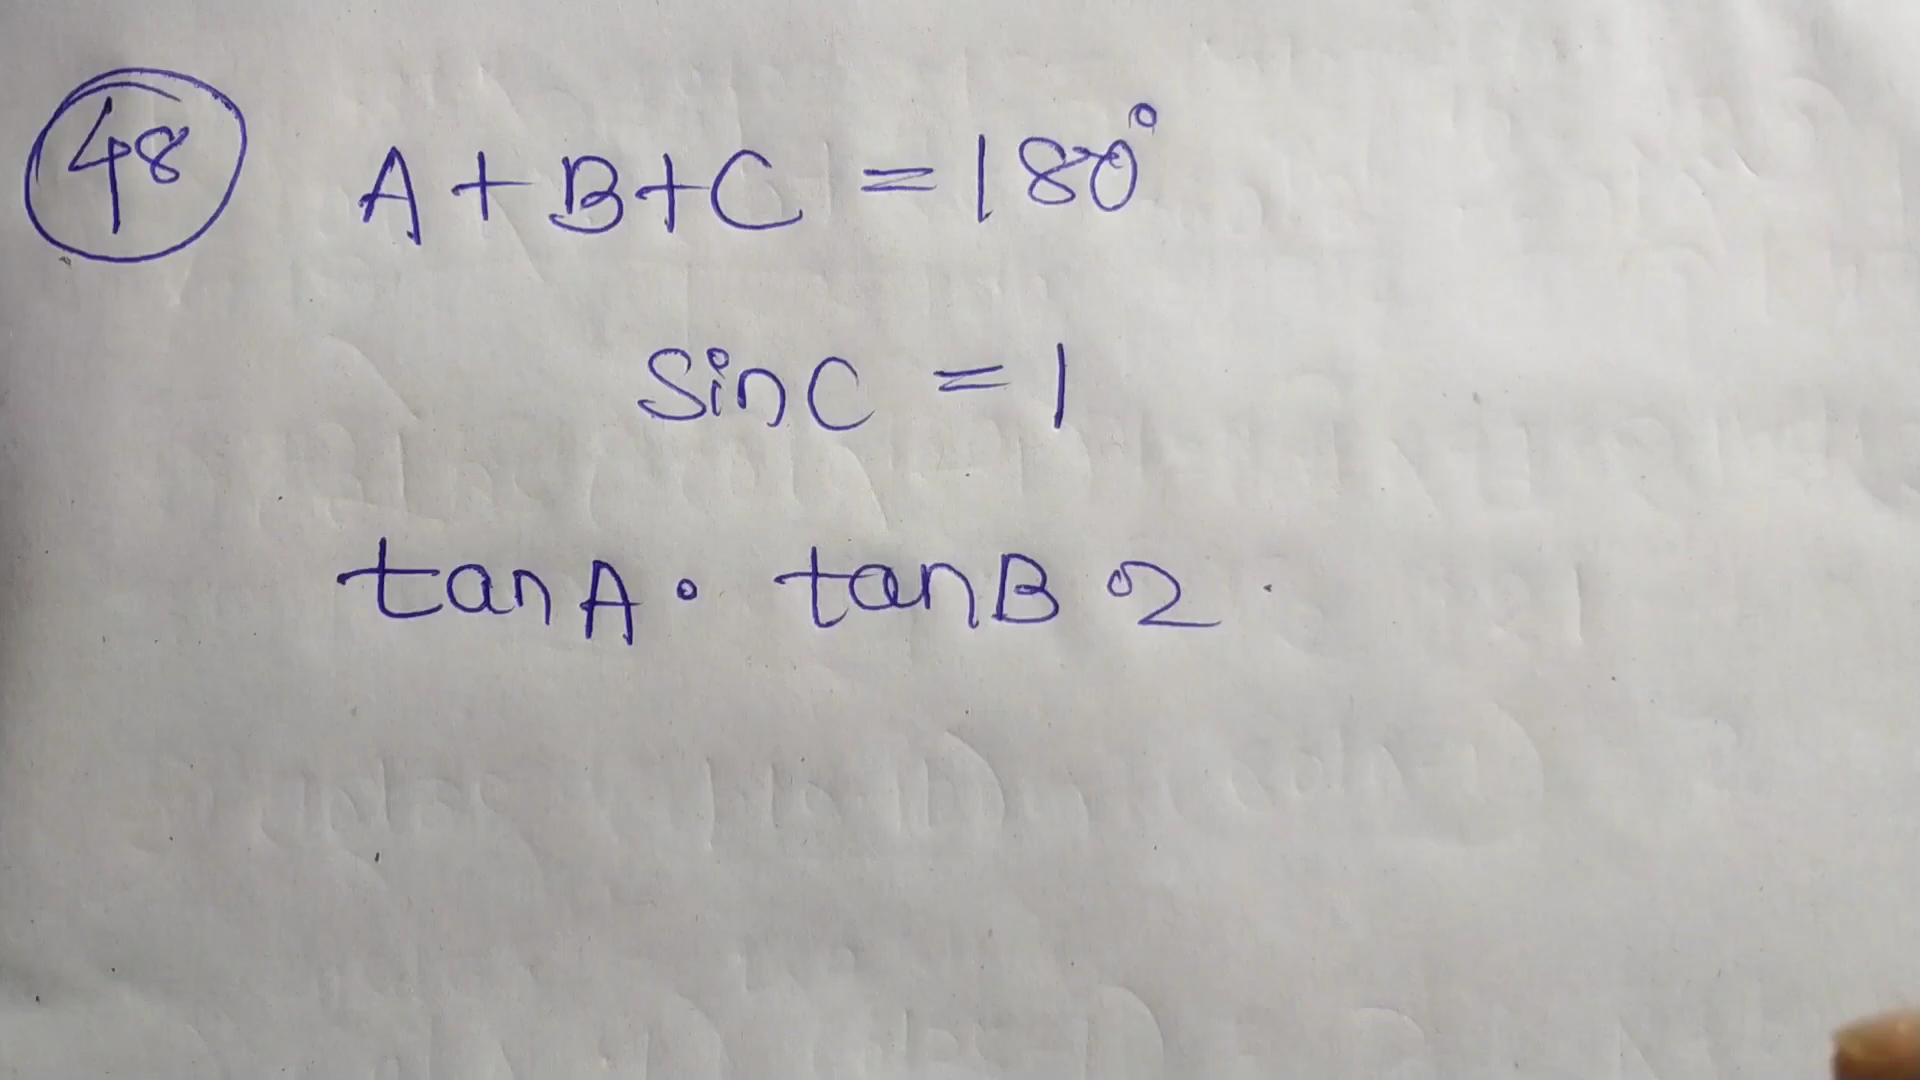 48 A+B+C = 180°
Sin C = 1
tan A . tan B র